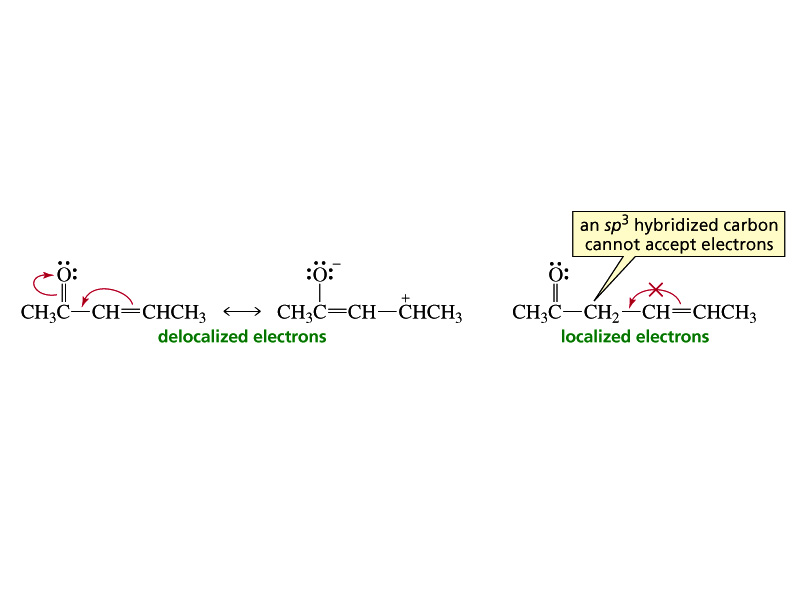 an sp³ hybridized carbon
cannot accept electrons
:Ö: Ö:⁻ Ö:
CH₃C—CH=CHCH₃ ⟷ CH₃C=CH—C⁺HCH₃ CH₃C—CH₂—CH=CHCH₃
delocalized electrons localized electrons